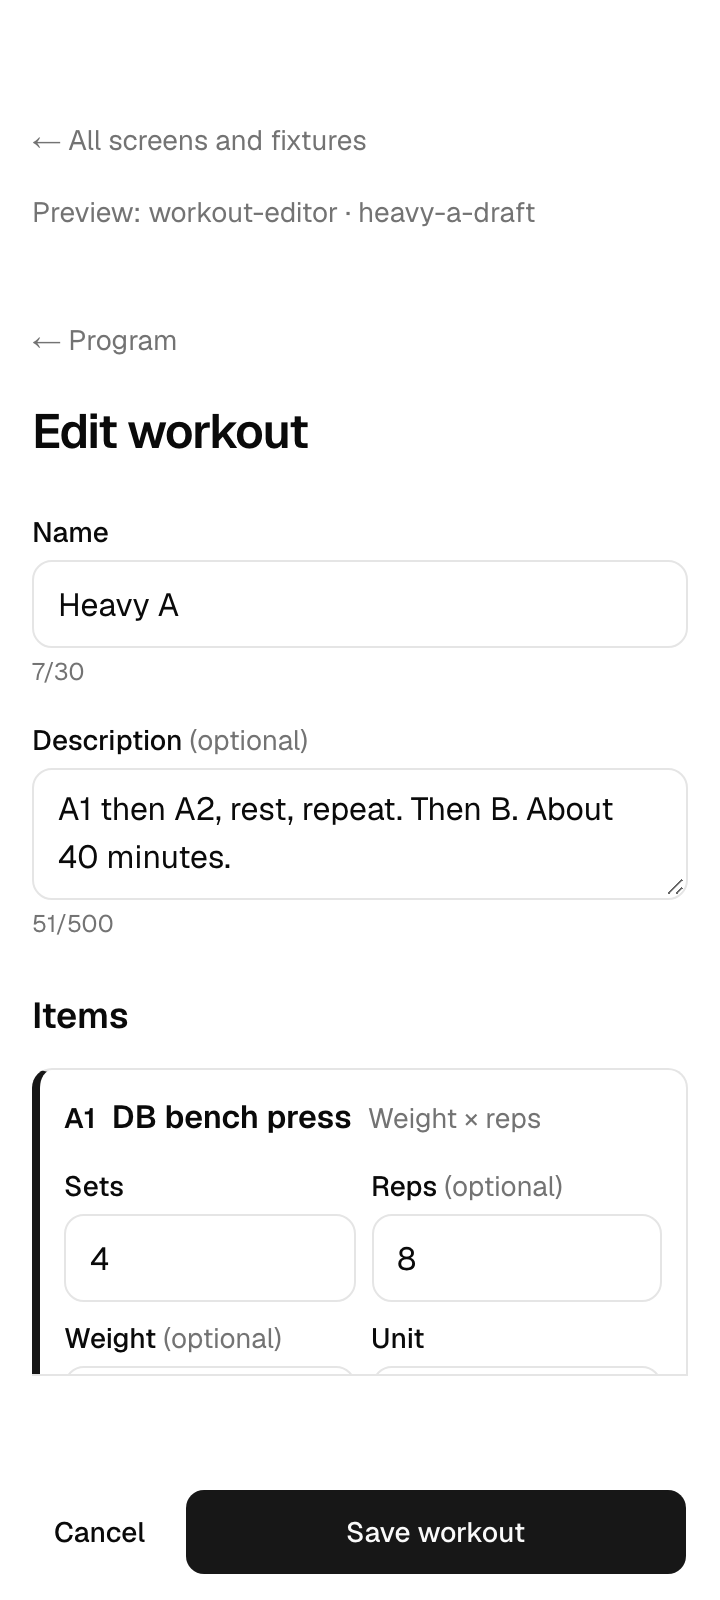 ← All screens and fixtures
Preview: workout-editor · heavy-a-draft
← Program
Edit workout
Name
Heavy A
7/30
Description (optional)
A1 then A2, rest, repeat. Then B. About
40 minutes.
51/500
Items
A1 DB bench press Weight × reps
Sets Reps (optional)
4 8
Weight (optional) Unit
Cancel Save workout